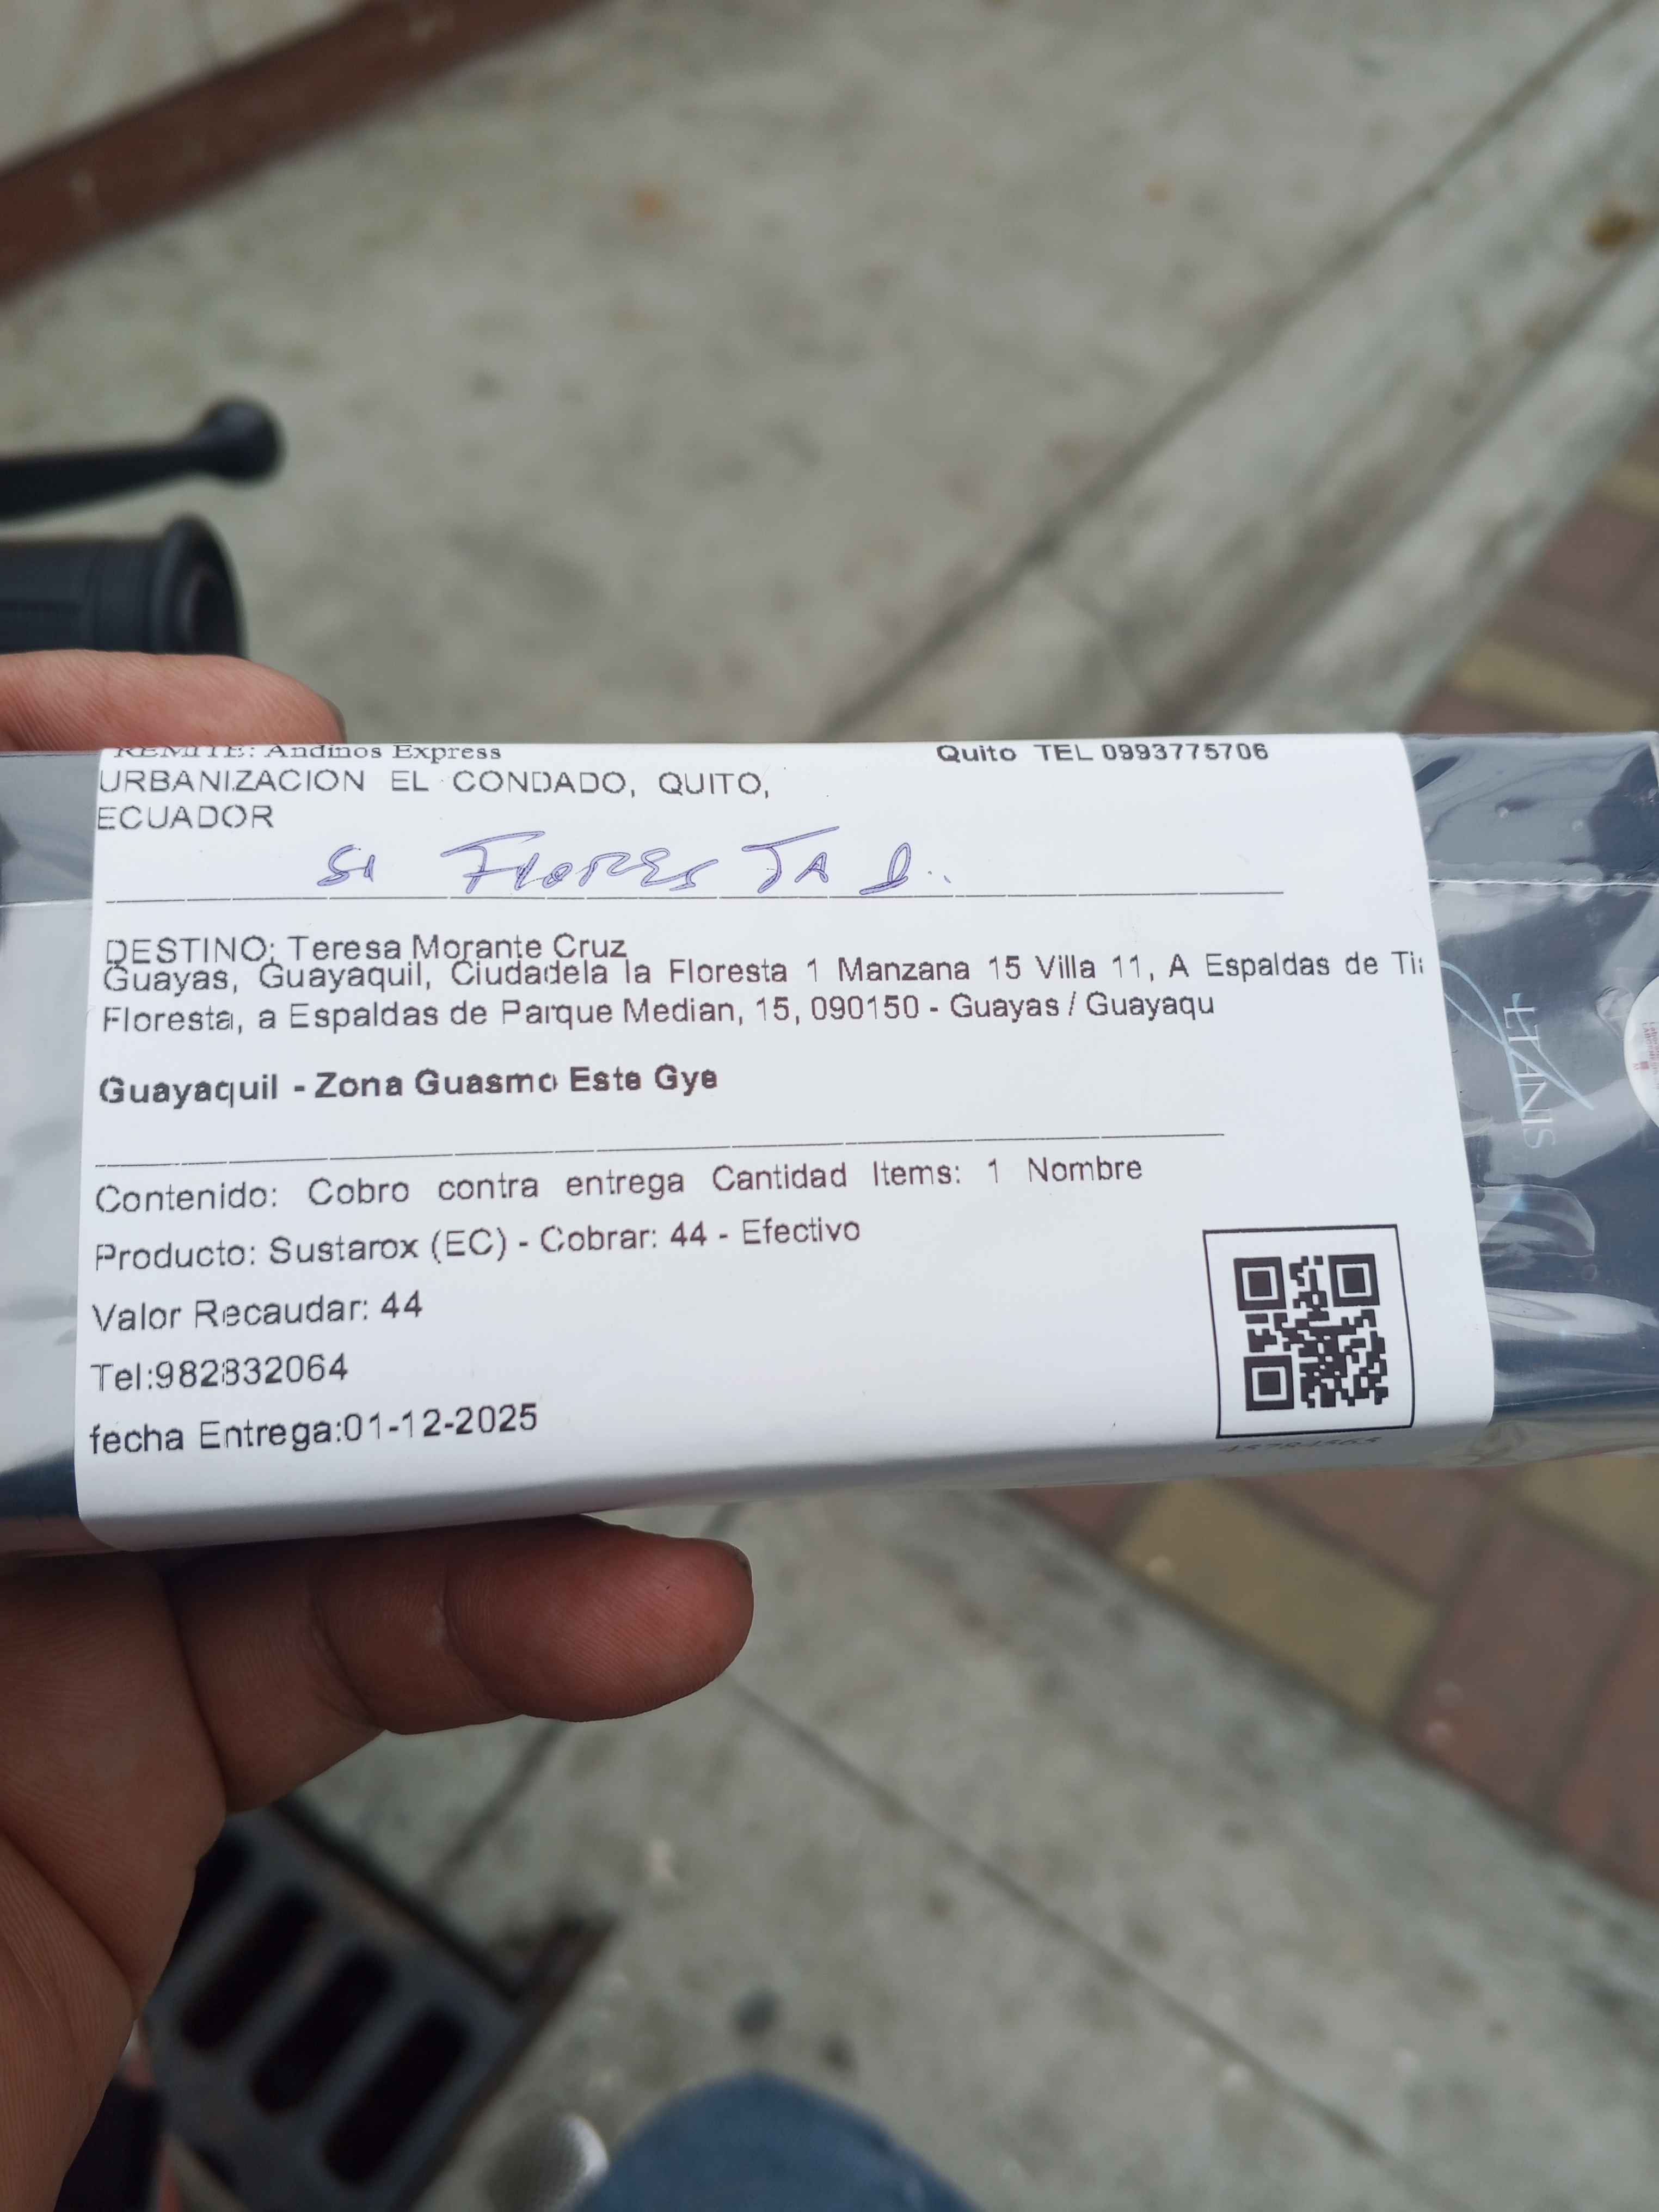 REMITE: Andinos Express Quito TEL 0993775706
URBANIZACION EL CONDADO, QUITO,
ECUADOR
SI FLORESTA 1..
DESTINO: Teresa Morante Cruz
Guayas, Guayaquil, Ciudadela la Floresta 1 Manzana 15 Villa 11, A Espaldas de
Floresta, a Espaldas de Parque Median, 15, 090150 - Guayas / Guayaqu
Guayaquil - Zona Guasmo Este Gye
Contenido: Cobro contra entrega Cantidad Items: 1 Nombre
Producto: Sustarox (EC) - Cobrar: 44 - Efectivo
Valor Recaudar: 44
Tel:982832064
fecha Entrega:01-12-2025